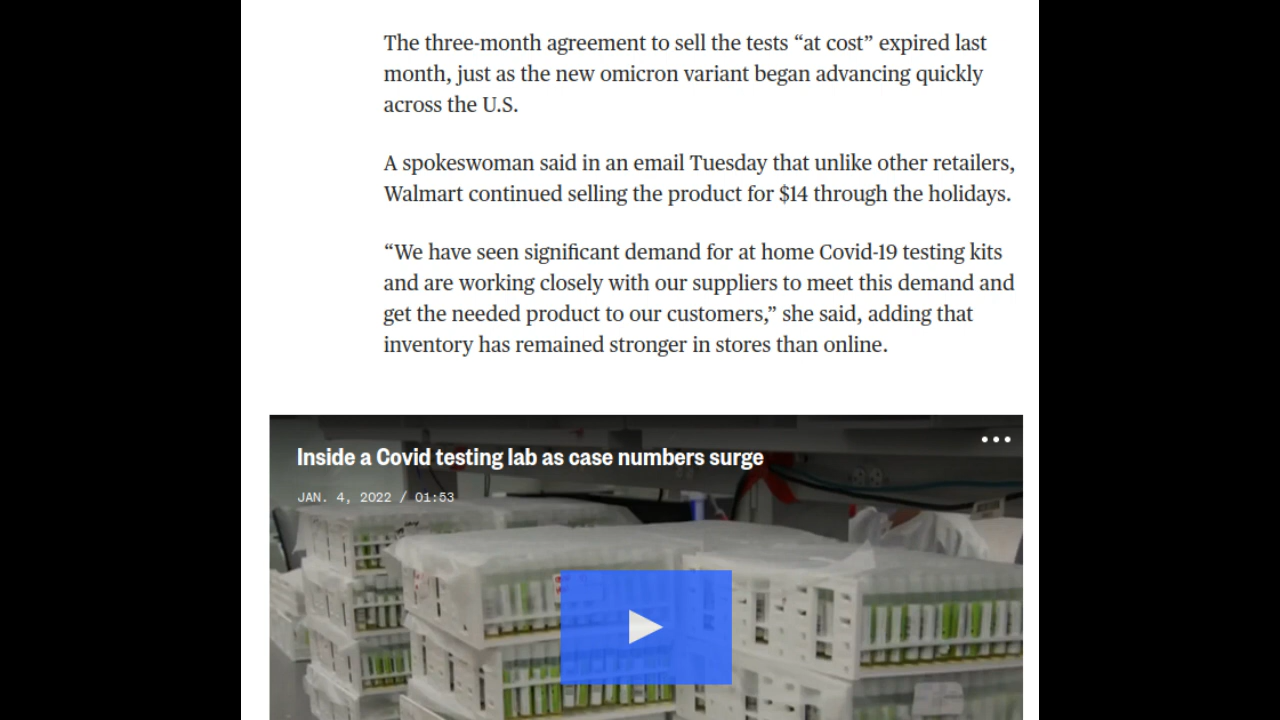 The three-month agreement to sell the tests “at cost” expired last
month, just as the new omicron variant began advancing quickly
across the U.S.
A spokeswoman said in an email Tuesday that unlike other retailers,
Walmart continued selling the product for $14 through the holidays.
“We have seen significant demand for at home Covid-19 testing kits
and are working closely with our suppliers to meet this demand and
get the needed product to our customers,” she said, adding that
inventory has remained stronger in stores than online.
Inside a Covid testing lab as case numbers surge
JAN. 4, 2022 / 01:53